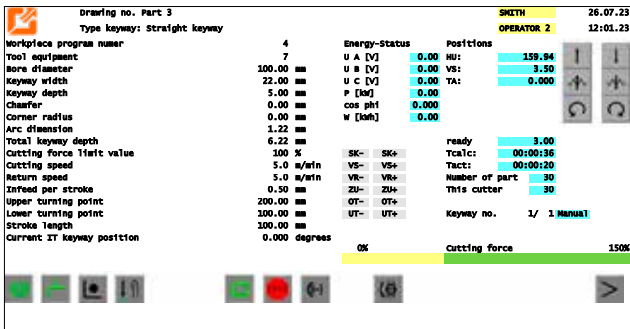 Drawing no. Part 3 SMITH 26.07.23
Type keyway: Straight keyway OPERATOR 2 12:01.23
Workpiece program numer 4 Energy-Status Positions
Tool equipment 7 U A [V] 0.00 HU: 159.94
Bore diameter 100.00 mm U B [V] 0.00 VS: 3.50
Keyway width 22.00 mm U C [V] 0.00 TA: 0.000
Keyway depth 5.00 mm P [kW] 0.00
Chamfer 0.00 mm cos phi 0.000
Corner radius 0.00 mm W [kWh] 0.00
Arc dimension 1.22 mm
Total keyway depth 6.22 mm ready 3.00
Cutting force limit value 100 % SK- SK+ Tcalc: 00:00:36
Cutting speed 5.0 m/min VS- VS+ Tact: 00:00:20
Return speed 5.0 m/min VR- VR+ Number of part 30
Infeed per stroke 0.50 mm ZU- ZU+ This cutter 30
Upper turning point 200.00 mm OT- OT+
Lower turning point 100.00 mm UT- UT+ Keyway no. 1/ 1 Manual
Stroke length 100.00 mm
Current IT keyway position 0.000 degrees
0% Cutting force 150%